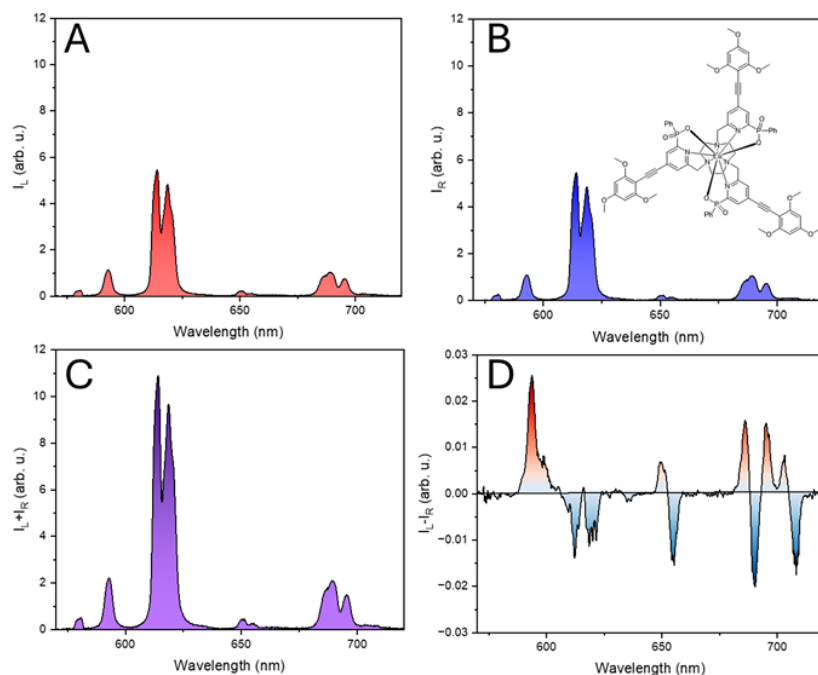 A
12
10
8
6
4
2
0
I_L (arb. u.)
600
650
700
Wavelength (nm)
B
12
10
8
6
4
2
0
I_R (arb. u.)
600
650
700
Wavelength (nm)
O
O
O
O
Ph
P
O
O
O
P
Ph
N
N
N
N
N
O
O
O
O
P
O
Ph
O
O
O
C
12
10
8
6
4
2
0
I_L+I_R (arb. u.)
600
650
700
Wavelength (nm)
D
0.03
0.02
0.01
0.00
−0.01
−0.02
−0.03
I_L-I_R (arb. u.)
600
650
700
Wavelength (nm)